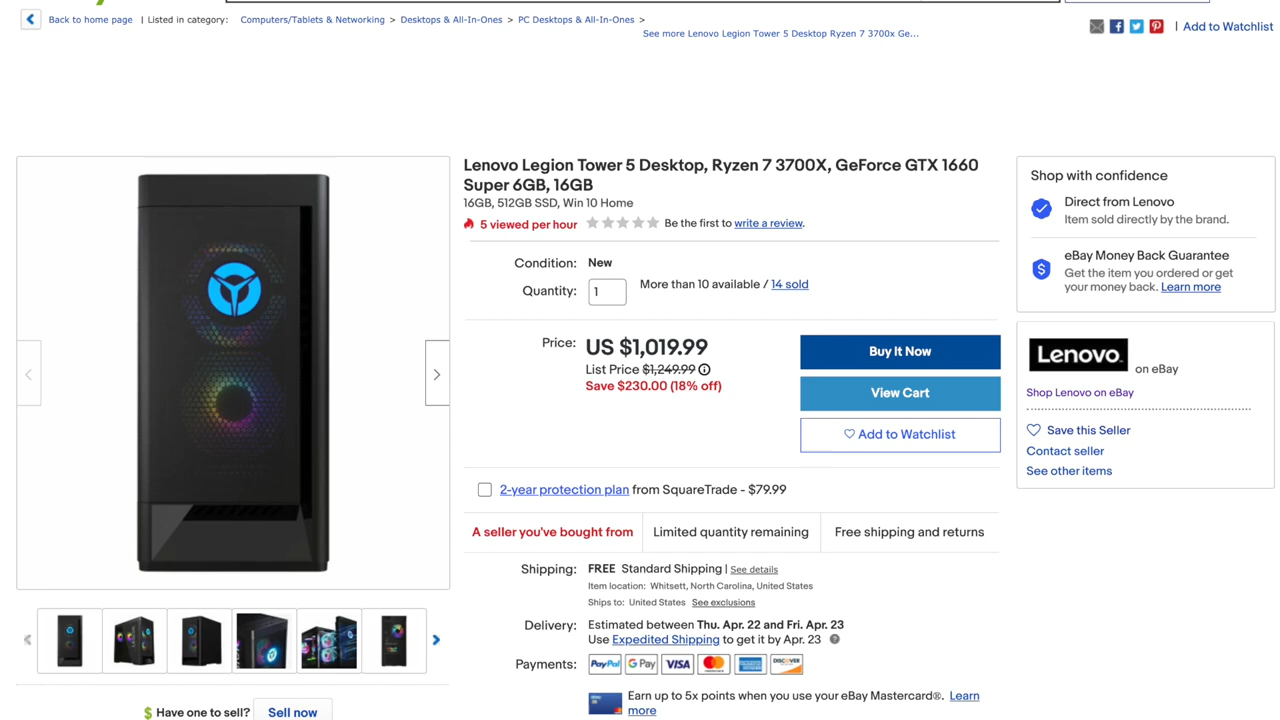 Back to home page | Listed in category: Computers/Tablets & Networking > Desktops & All-In-Ones > PC Desktops & All-In-Ones >
See more Lenovo Legion Tower 5 Desktop Ryzen 7 3700x Ge...
| Add to Watchlist
Lenovo Legion Tower 5 Desktop, Ryzen 7 3700X, GeForce GTX 1660
Super 6GB, 16GB
16GB, 512GB SSD, Win 10 Home
5 viewed per hour Be the first to write a review.
Condition: New
Quantity: 1 More than 10 available / 14 sold
Price: US $1,019.99
List Price $1,249.99
Save $230.00 (18% off)
Buy It Now
View Cart
Add to Watchlist
2-year protection plan from SquareTrade - $79.99
A seller you've bought from Limited quantity remaining Free shipping and returns
Shipping: FREE Standard Shipping | See details
Item location: Whitsett, North Carolina, United States
Ships to: United States See exclusions
Delivery: Estimated between Thu. Apr. 22 and Fri. Apr. 23
Use Expedited Shipping to get it by Apr. 23
Payments: PayPal G Pay VISA MasterCard AMERICAN EXPRESS DISCOVER
Earn up to 5x points when you use your eBay Mastercard®. Learn
more
Shop with confidence
Direct from Lenovo
Item sold directly by the brand.
eBay Money Back Guarantee
Get the item you ordered or get
your money back. Learn more
Lenovo on eBay
Shop Lenovo on eBay
Save this Seller
Contact seller
See other items
Have one to sell? Sell now